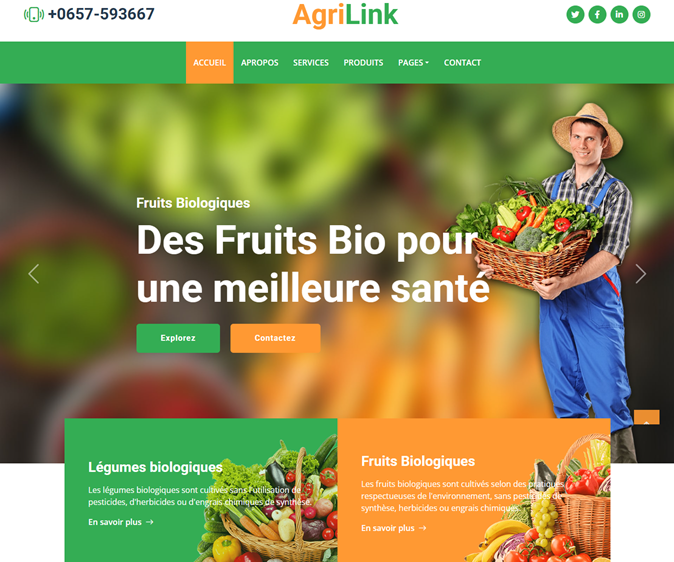 +0657-593667
AgriLink
ACCUEIL APROPOS SERVICES PRODUITS PAGES CONTACT
Fruits Biologiques
Des Fruits Bio pour
une meilleure santé
Explorez Contactez
Légumes biologiques
Les légumes biologiques sont cultivés sans l'utilisation de
pesticides, d'herbicides ou d'engrais chimiques de synthèse.
En savoir plus →
Fruits Biologiques
Les fruits biologiques sont cultivés selon des pratiques
respectueuses de l'environnement, sans pesticides de
synthèse, herbicides ou engrais chimiques.
En savoir plus →